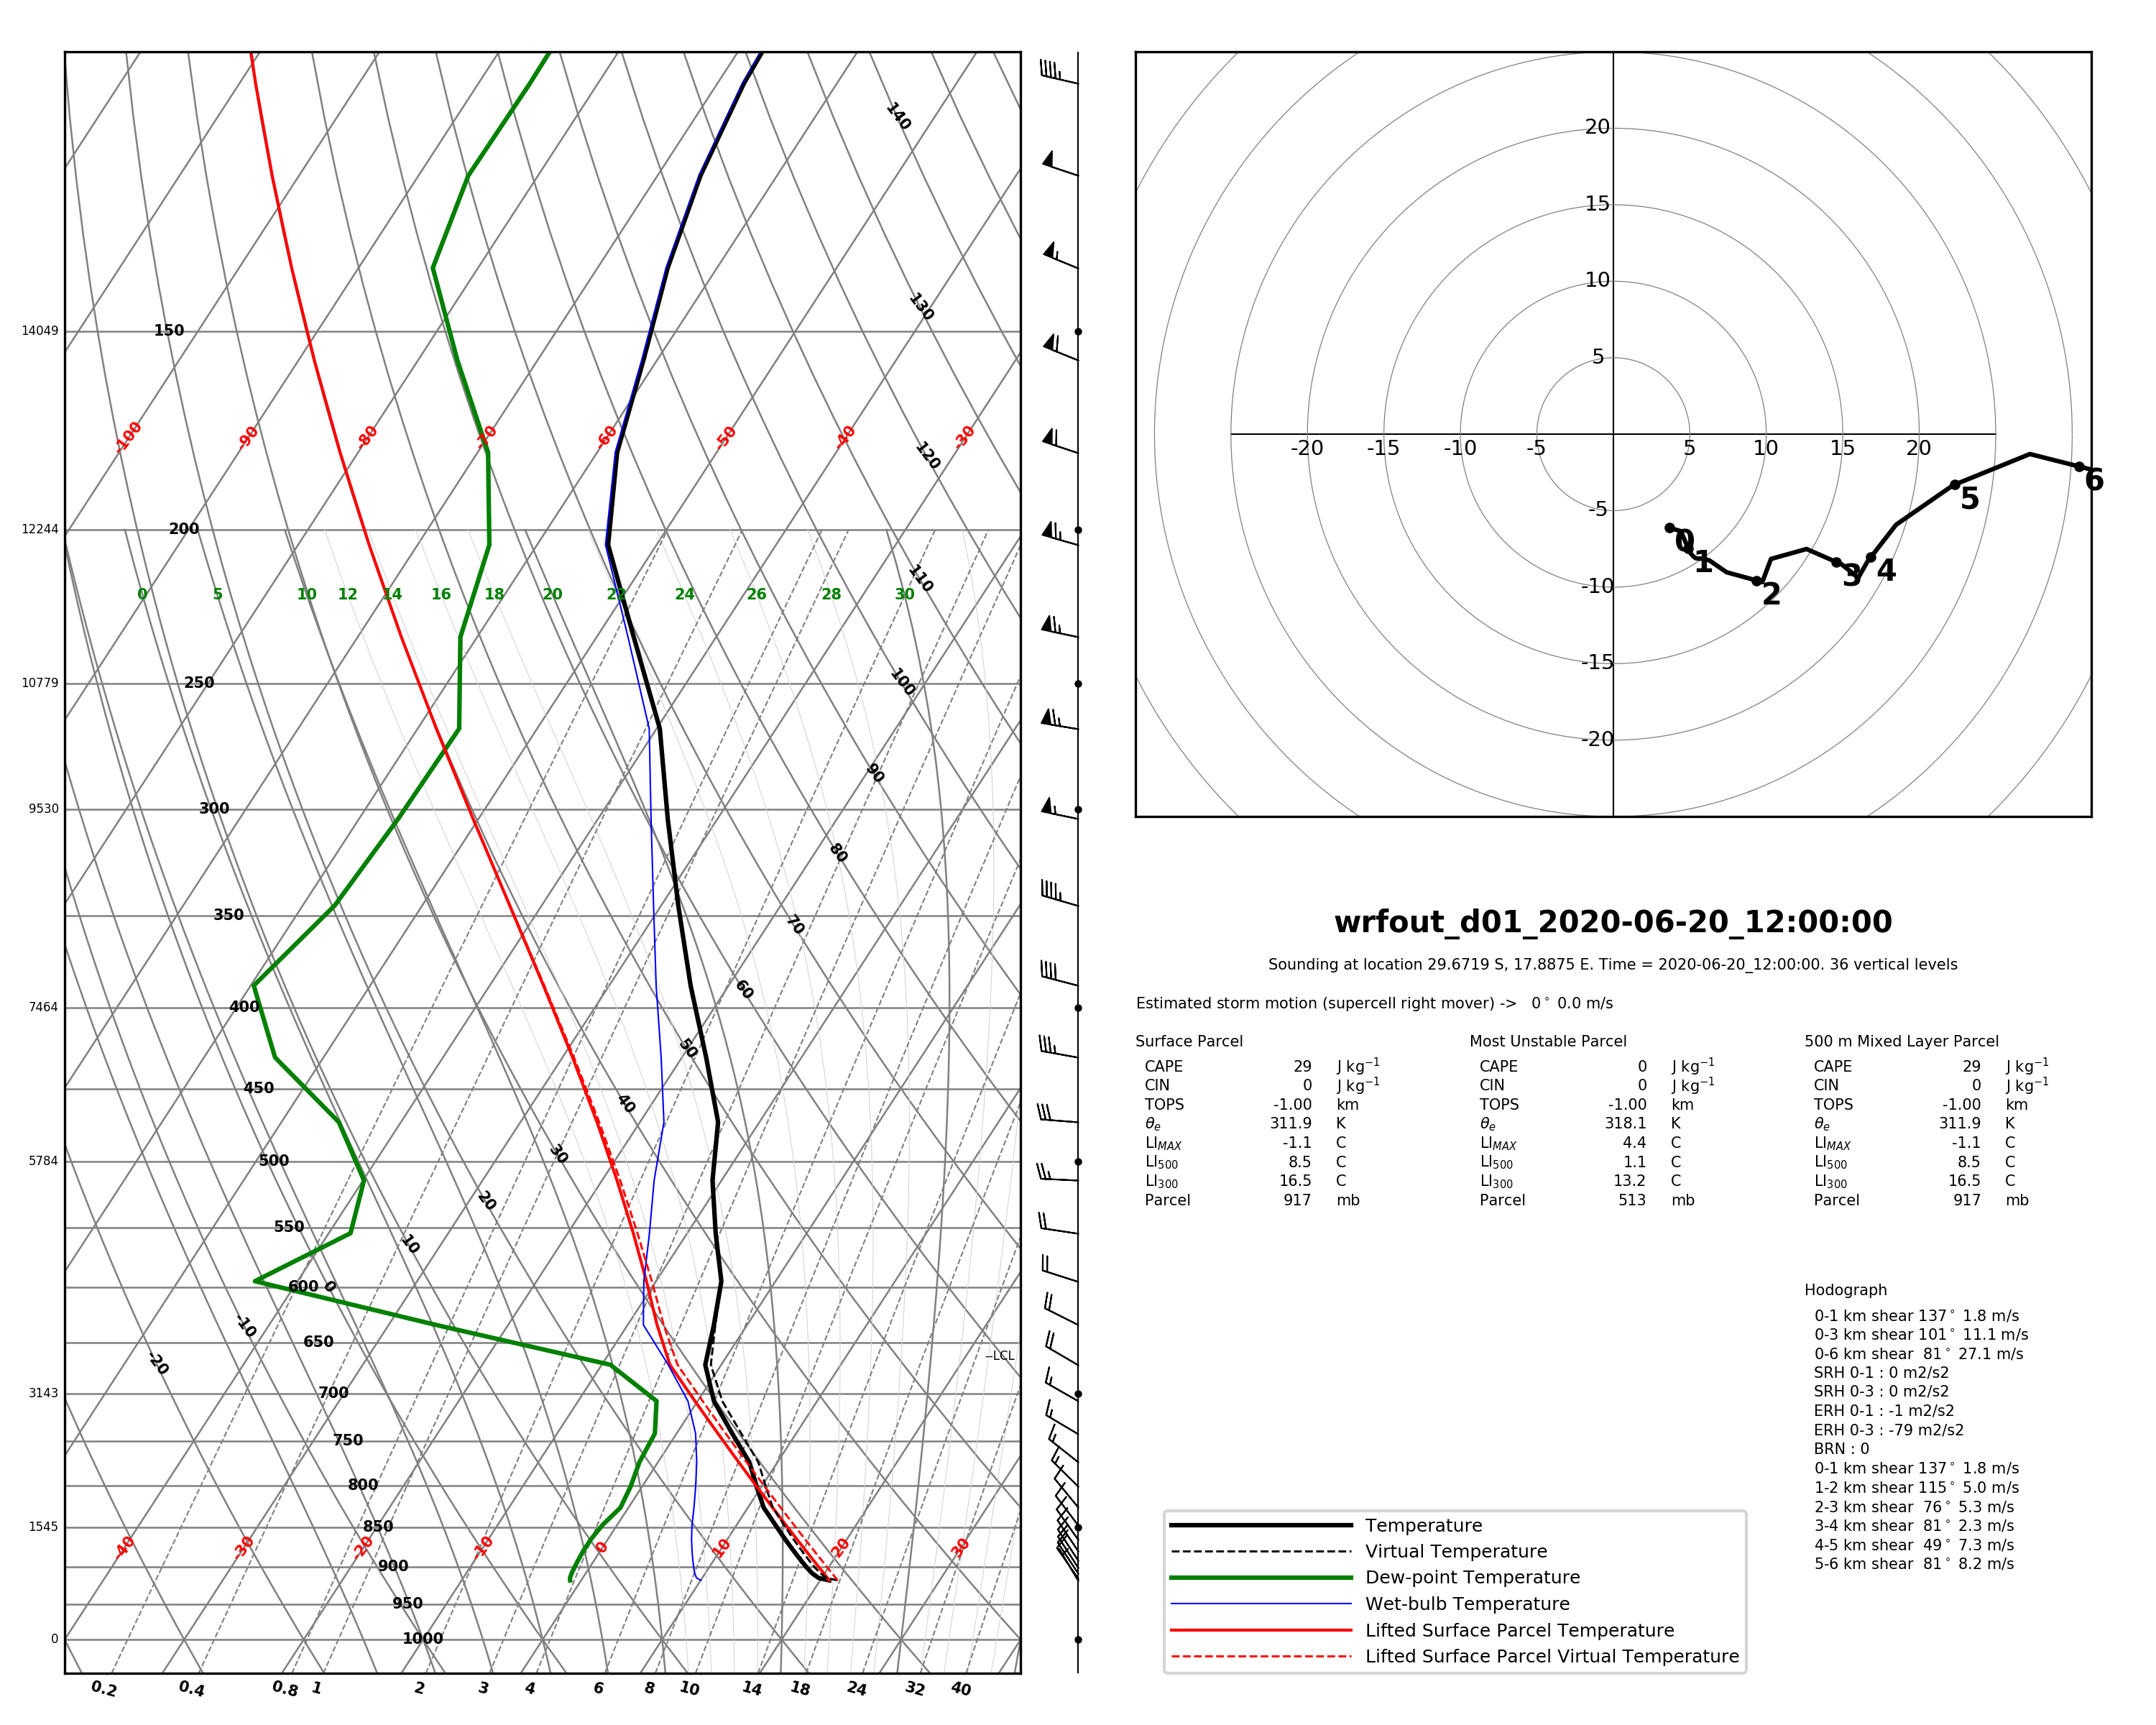 140
130
120
110
100
90
80
70
60
50
40
30
20
10
0
-10
-20
14049 150
-100 -90 -80 -70 -60 -50 -40 -30
12244 200
0 5 10 12 14 16 18 20 22 24 26 28 30
10779 250
9530 300
350
7464 400
450
5784 500
550
600
650
--LCL
3143 700
750
800
1545 850
-40 -30 -20 -10 0 10 20 30
900
950
0 1000
0.2 0.4 0.8 1 2 3 4 6 8 10 14 18 24 32 40
20
15
10
5
-20 -15 -10 -5 5 10 15 20
-5
-10
-15
-20
0 1 2 3 4 5 6
wrfout_d01_2020-06-20_12:00:00
Sounding at location 29.6719 S, 17.8875 E. Time = 2020-06-20_12:00:00. 36 vertical levels
Estimated storm motion (supercell right mover) -> 0° 0.0 m/s
Surface Parcel
CAPE 29 J kg⁻¹
CIN 0 J kg⁻¹
TOPS -1.00 km
θₑ 311.9 K
LI_MAX -1.1 C
LI₅₀₀ 8.5 C
LI₃₀₀ 16.5 C
Parcel 917 mb
Most Unstable Parcel
CAPE 0 J kg⁻¹
CIN 0 J kg⁻¹
TOPS -1.00 km
θₑ 318.1 K
LI_MAX 4.4 C
LI₅₀₀ 1.1 C
LI₃₀₀ 13.2 C
Parcel 513 mb
500 m Mixed Layer Parcel
CAPE 29 J kg⁻¹
CIN 0 J kg⁻¹
TOPS -1.00 km
θₑ 311.9 K
LI_MAX -1.1 C
LI₅₀₀ 8.5 C
LI₃₀₀ 16.5 C
Parcel 917 mb
Hodograph
0-1 km shear 137° 1.8 m/s
0-3 km shear 101° 11.1 m/s
0-6 km shear 81° 27.1 m/s
SRH 0-1 : 0 m2/s2
SRH 0-3 : 0 m2/s2
ERH 0-1 : -1 m2/s2
ERH 0-3 : -79 m2/s2
BRN : 0
0-1 km shear 137° 1.8 m/s
1-2 km shear 115° 5.0 m/s
2-3 km shear 76° 5.3 m/s
3-4 km shear 81° 2.3 m/s
4-5 km shear 49° 7.3 m/s
5-6 km shear 81° 8.2 m/s
Temperature
Virtual Temperature
Dew-point Temperature
Wet-bulb Temperature
Lifted Surface Parcel Temperature
Lifted Surface Parcel Virtual Temperature